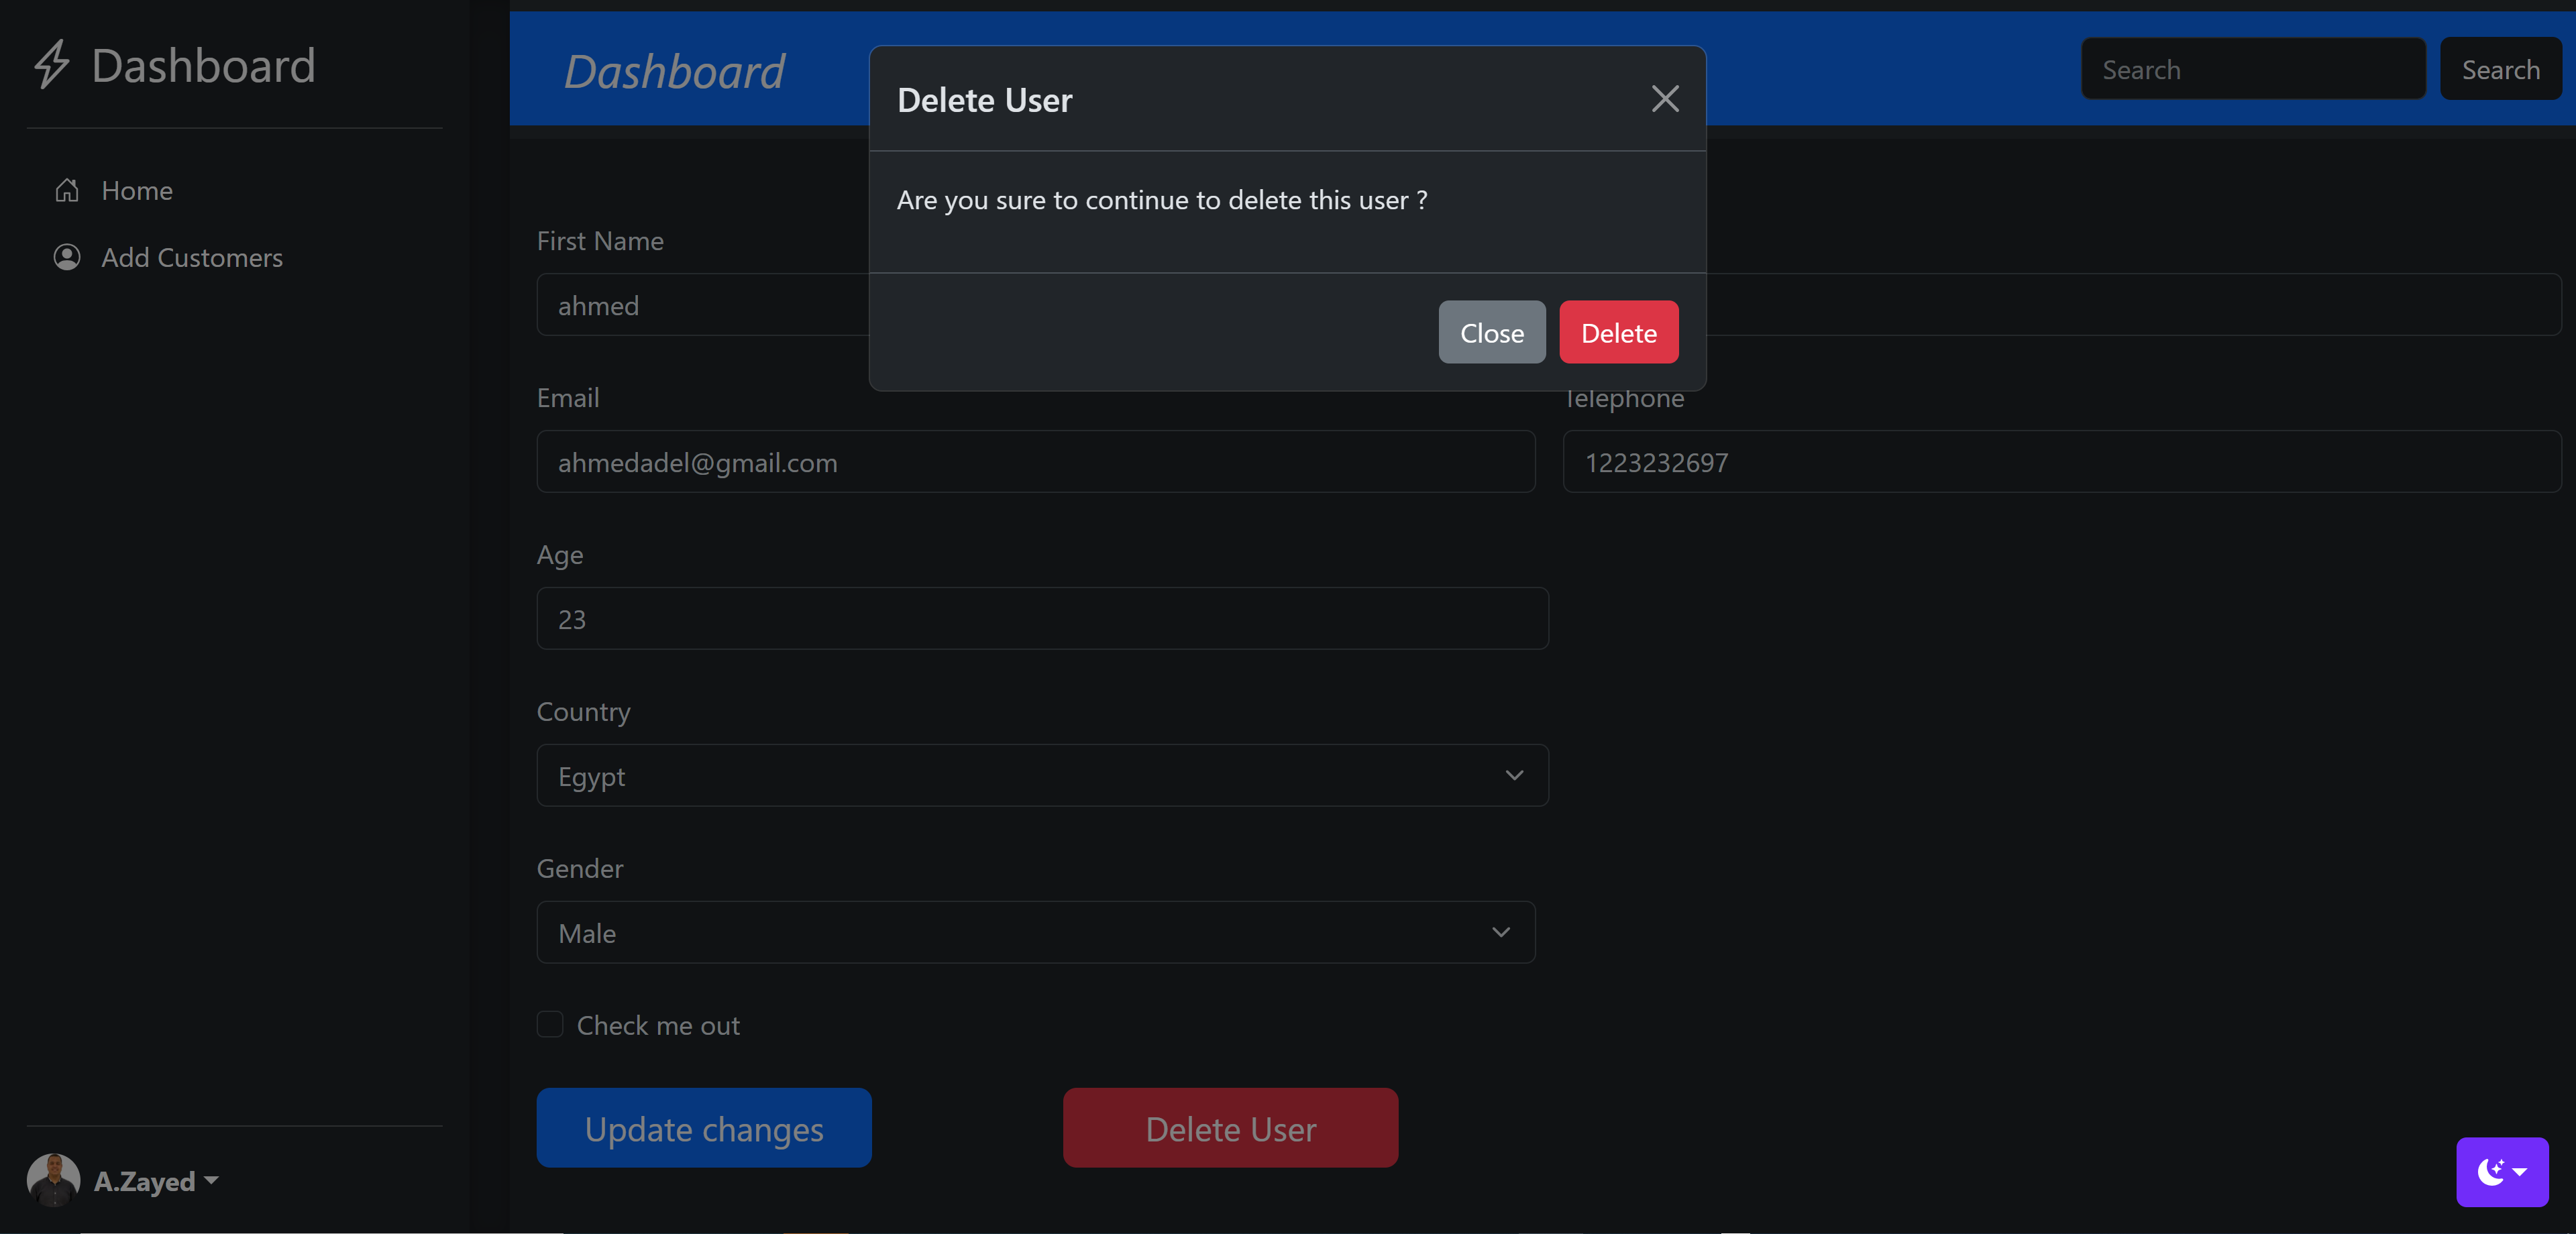 Dashboard
Home
Add Customers
A.Zayed
Dashboard
Search
Search
Delete User
Are you sure to continue to delete this user ?
Close
Delete
First Name
ahmed
Email
Telephone
ahmedadel@gmail.com
1223232697
Age
23
Country
Egypt
Gender
Male
Check me out
Update changes
Delete User